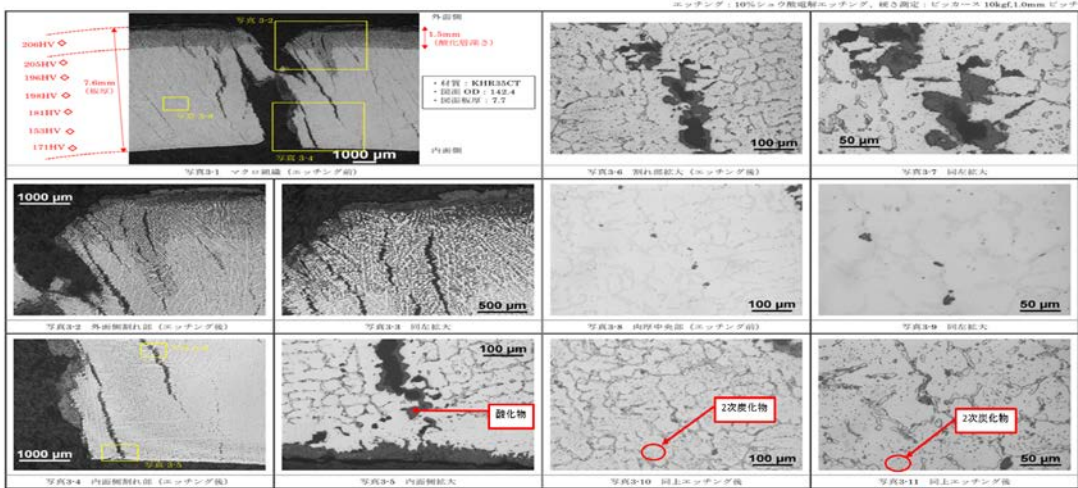 エッチング：10%シュウ酸電解エッチング、硬さ測定：ビッカース 10kgf,1.0mm ピッチ
外面側
写真3-2
1.5mm
(酸化層深さ)
206HV
205HV
196HV
198HV
181HV
153HV
171HV
7.6mm
(板厚)
・材質：KHR35CT
・図面 OD：142.4
・図面板厚：7.7
写真3-4
内面側
1000 μm
写真3-1 マクロ組織 (エッチング前)
100 μm
写真3-6 割れ部拡大 (エッチング後)
50 μm
写真3-7 同左拡大
1000 μm
写真3-2 外面側割れ部 (エッチング後)
500 μm
写真3-3 同左拡大
100 μm
写真3-8 肉厚中央部 (エッチング前)
50 μm
写真3-9 同左拡大
1000 μm
写真3-5
写真3-4 内面側割れ部 (エッチング後)
100 μm
酸化物
写真3-5 内面側拡大
2次炭化物
100 μm
写真3-10 同上エッチング後
2次炭化物
50 μm
写真3-11 同上エッチング後